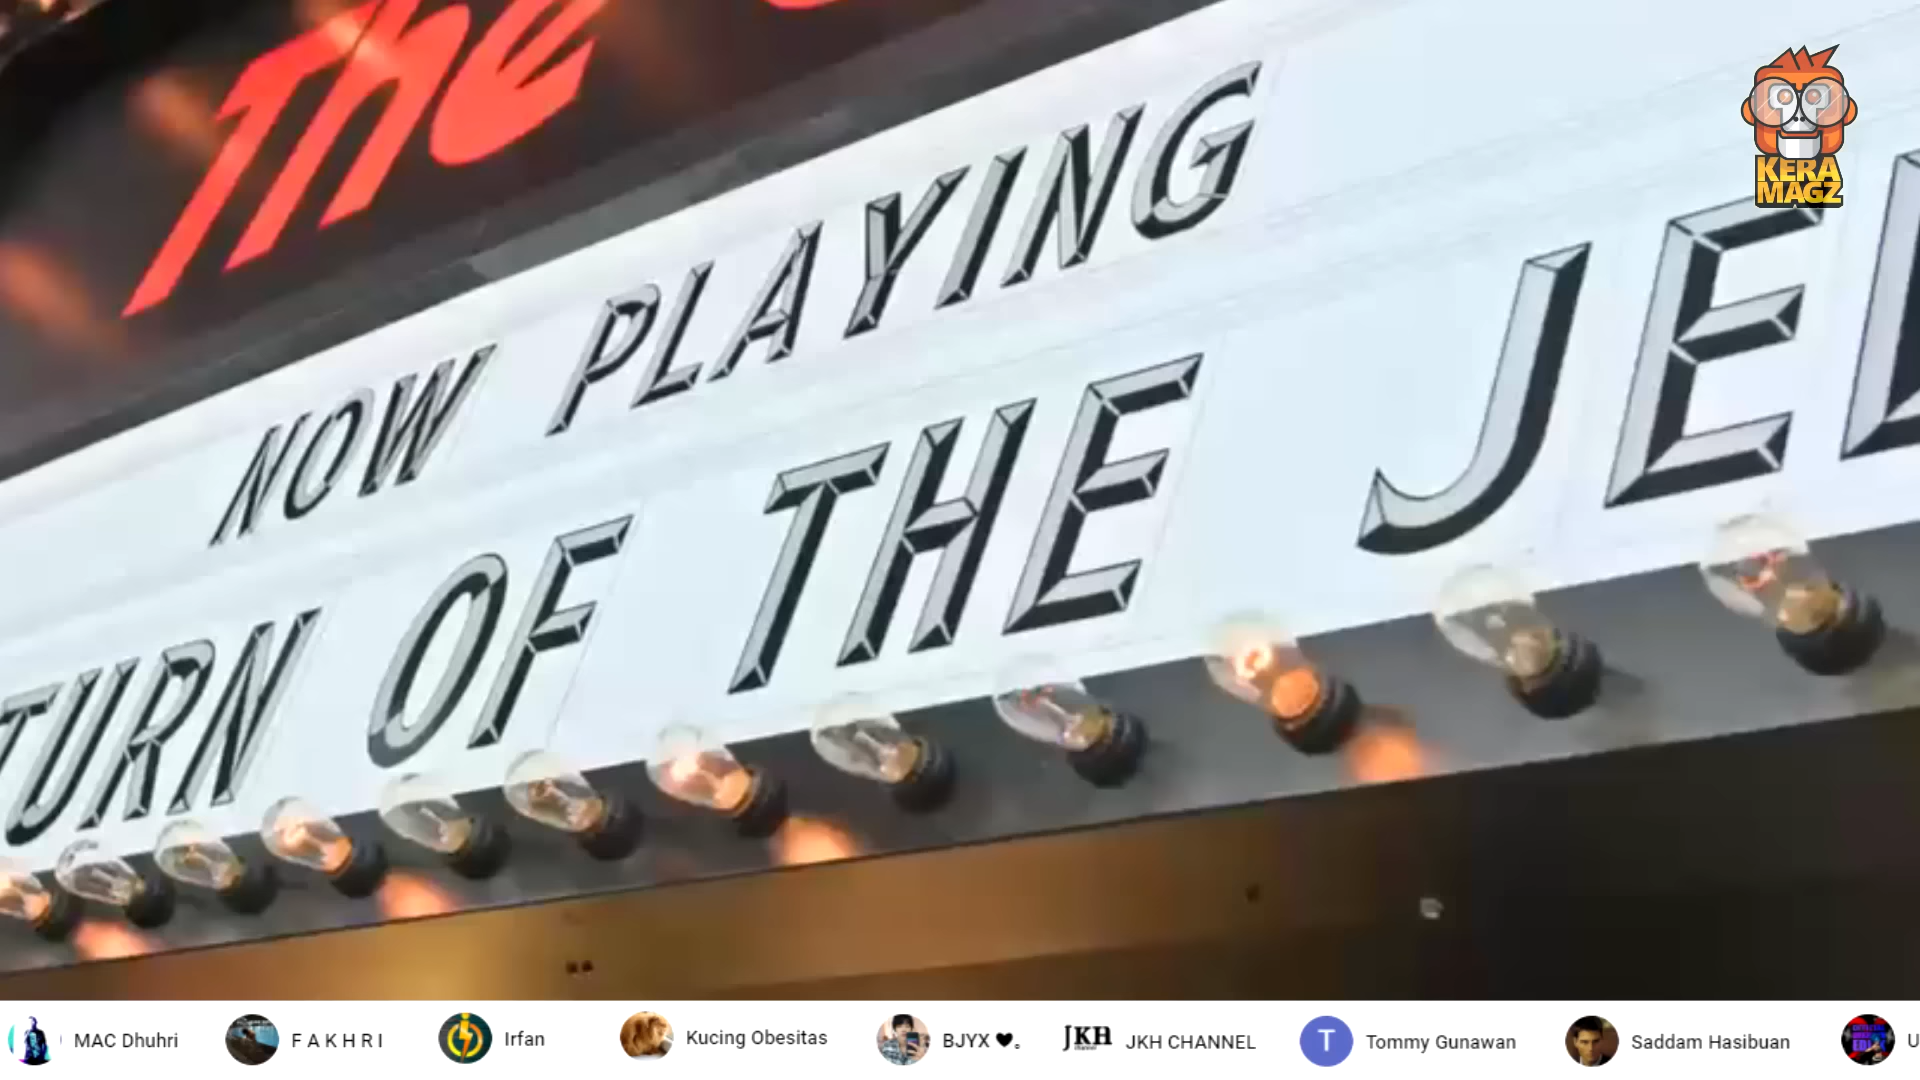 The
KERA
MAGZ
NOW PLAYING
TURN OF THE JED
MAC Dhuhri
F A K H R I
Irfan
Kucing Obesitas
BJYX ♥。
JKH
JKH CHANNEL
T
Tommy Gunawan
Saddam Hasibuan
U